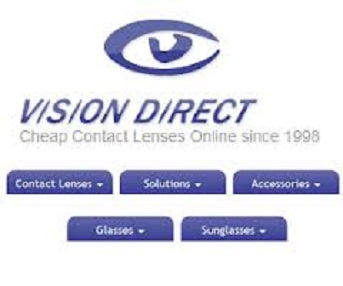 VISION DIRECT
Cheap Contact Lenses Online since 1998
Contact Lenses Solutions Accessories
Glasses Sunglasses